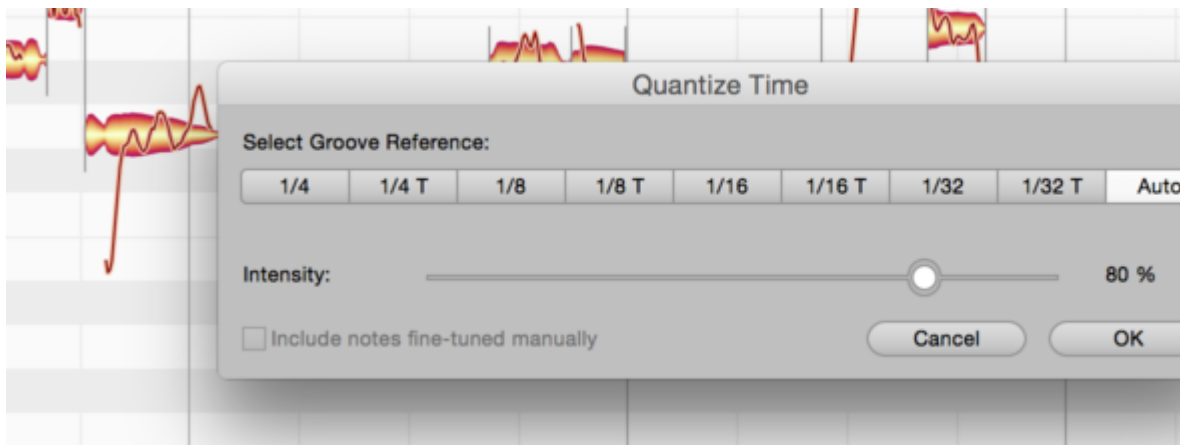 Quantize Time
Select Groove Reference:
1/4 1/4 T 1/8 1/8 T 1/16 1/16 T 1/32 1/32 T Auto
Intensity: 80 %
Include notes fine-tuned manually Cancel OK